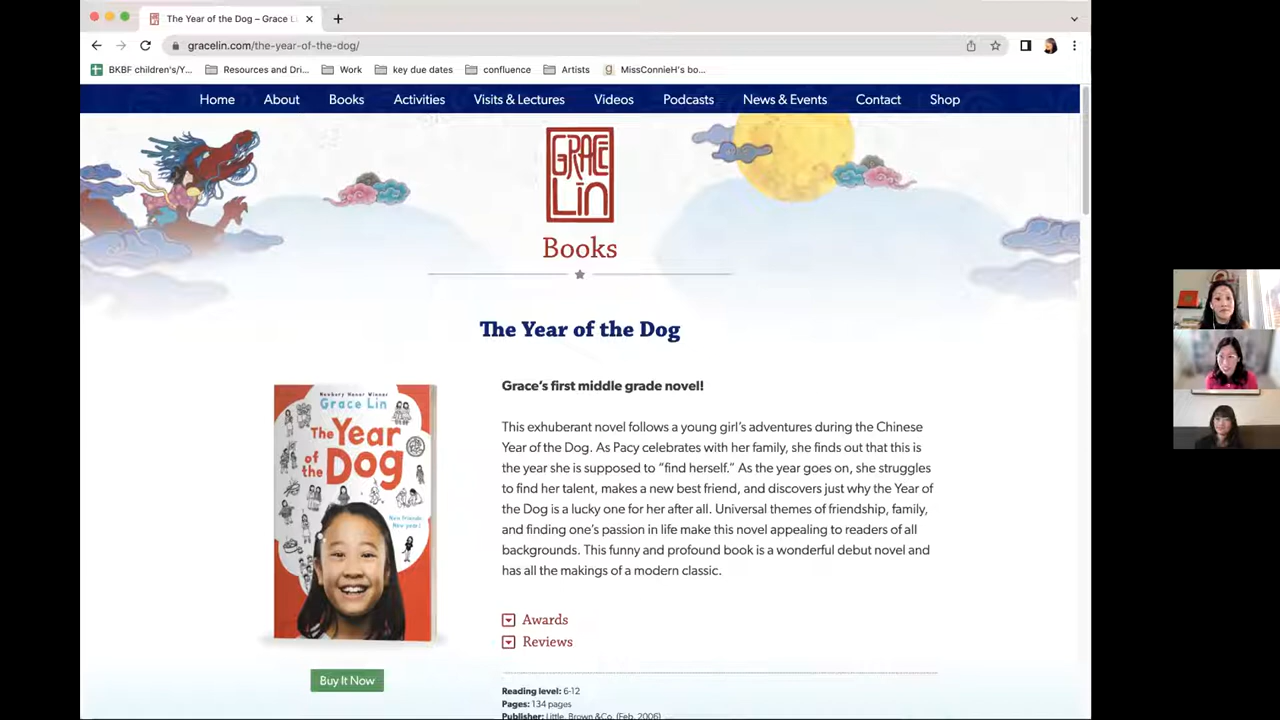 The Year of the Dog – Grace Li
gracelin.com/the-year-of-the-dog/
BKBF children's/Y... Resources and Dri... Work key due dates confluence Artists MissConnieH's bo...
Home About Books Activities Visits & Lectures Videos Podcasts News & Events Contact Shop
GRACE
LIN
Books
The Year of the Dog
Newbery Honor Winner
Grace Lin
The Year
of the Dog
New friends.
New year!
Buy It Now
Grace's first middle grade novel!
This exhuberant novel follows a young girl's adventures during the Chinese
Year of the Dog. As Pacy celebrates with her family, she finds out that this is
the year she is supposed to “find herself.” As the year goes on, she struggles
to find her talent, makes a new best friend, and discovers just why the Year of
the Dog is a lucky one for her after all. Universal themes of friendship, family,
and finding one's passion in life make this novel appealing to readers of all
backgrounds. This funny and profound book is a wonderful debut novel and
has all the makings of a modern classic.
Awards
Reviews
Reading level: 6-12
Pages: 134 pages
Publisher: Little, Brown &Co. (Feb, 2006)